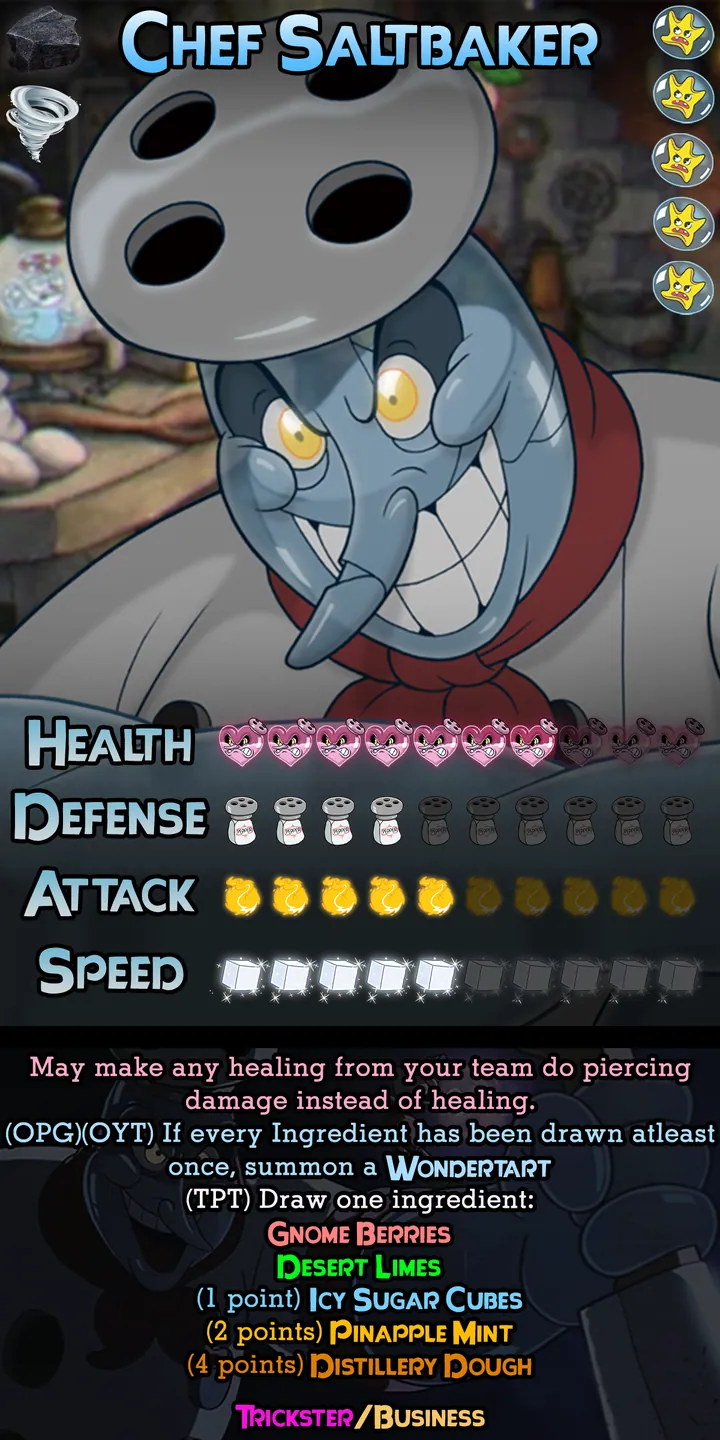 CHEF SALTBAKER
HEALTH
DEFENSE
ATTACK
SPEED
May make any healing from your team do piercing
damage instead of healing.
(OPG)(OYT) If every Ingredient has been drawn atleast
once, summon a WONDERTART
(TPT) Draw one ingredient:
GNOME BERRIES
DESERT LIMES
(1 point) ICY SUGAR CUBES
(2 points) PINAPPLE MINT
(4 points) DISTILLERY DOUGH
TRICKSTER/BUSINESS